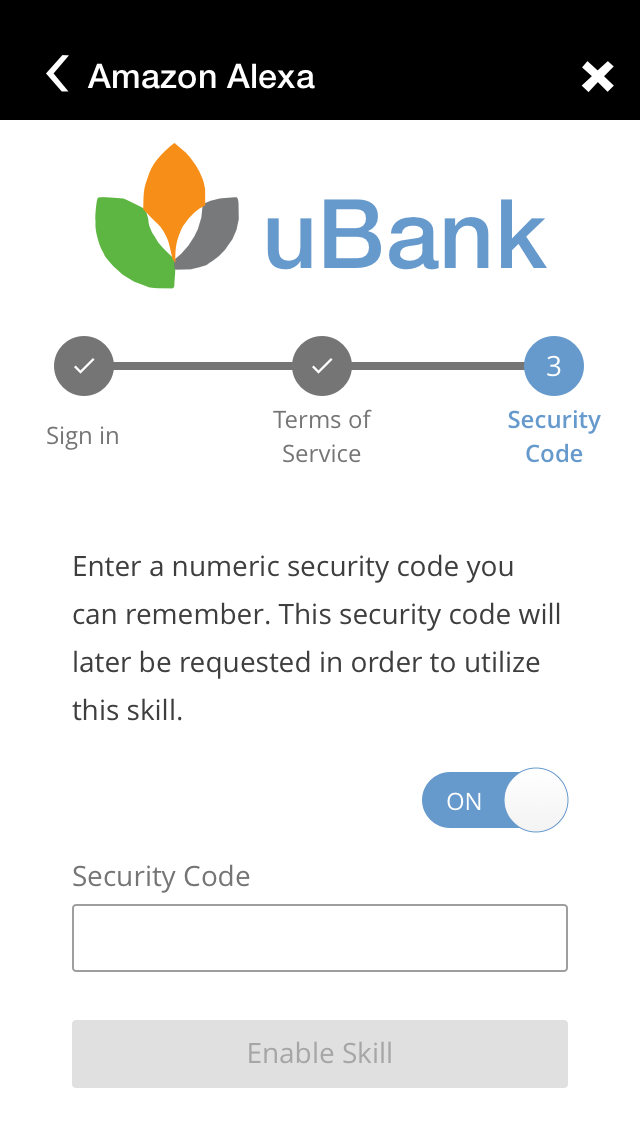 Amazon Alexa
uBank
3
Sign in
Terms of
Service
Security
Code
Enter a numeric security code you
can remember. This security code will
later be requested in order to utilize
this skill.
ON
Security Code
Enable Skill